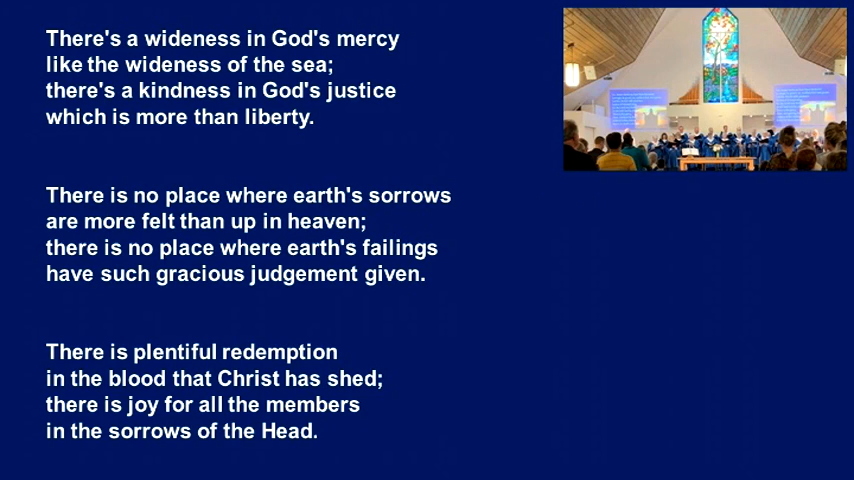 There's a wideness in God's mercy
like the wideness of the sea;
there's a kindness in God's justice
which is more than liberty.
There is no place where earth's sorrows
are more felt than up in heaven;
there is no place where earth's failings
have such gracious judgement given.
There is plentiful redemption
in the blood that Christ has shed;
there is joy for all the members
in the sorrows of the Head.